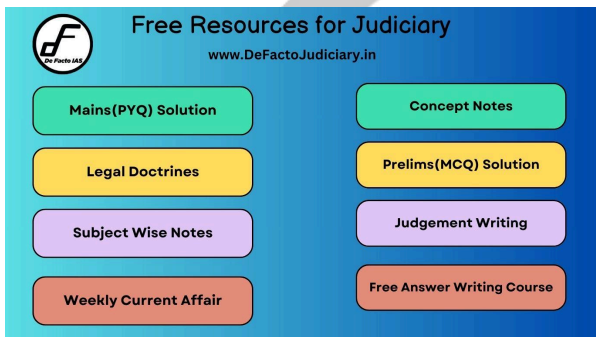 Free Resources for Judiciary
www.DeFactoJudiciary.in
De Facto IAS
Mains(PYQ) Solution
Concept Notes
Legal Doctrines
Prelims(MCQ) Solution
Subject Wise Notes
Judgement Writing
Weekly Current Affair
Free Answer Writing Course